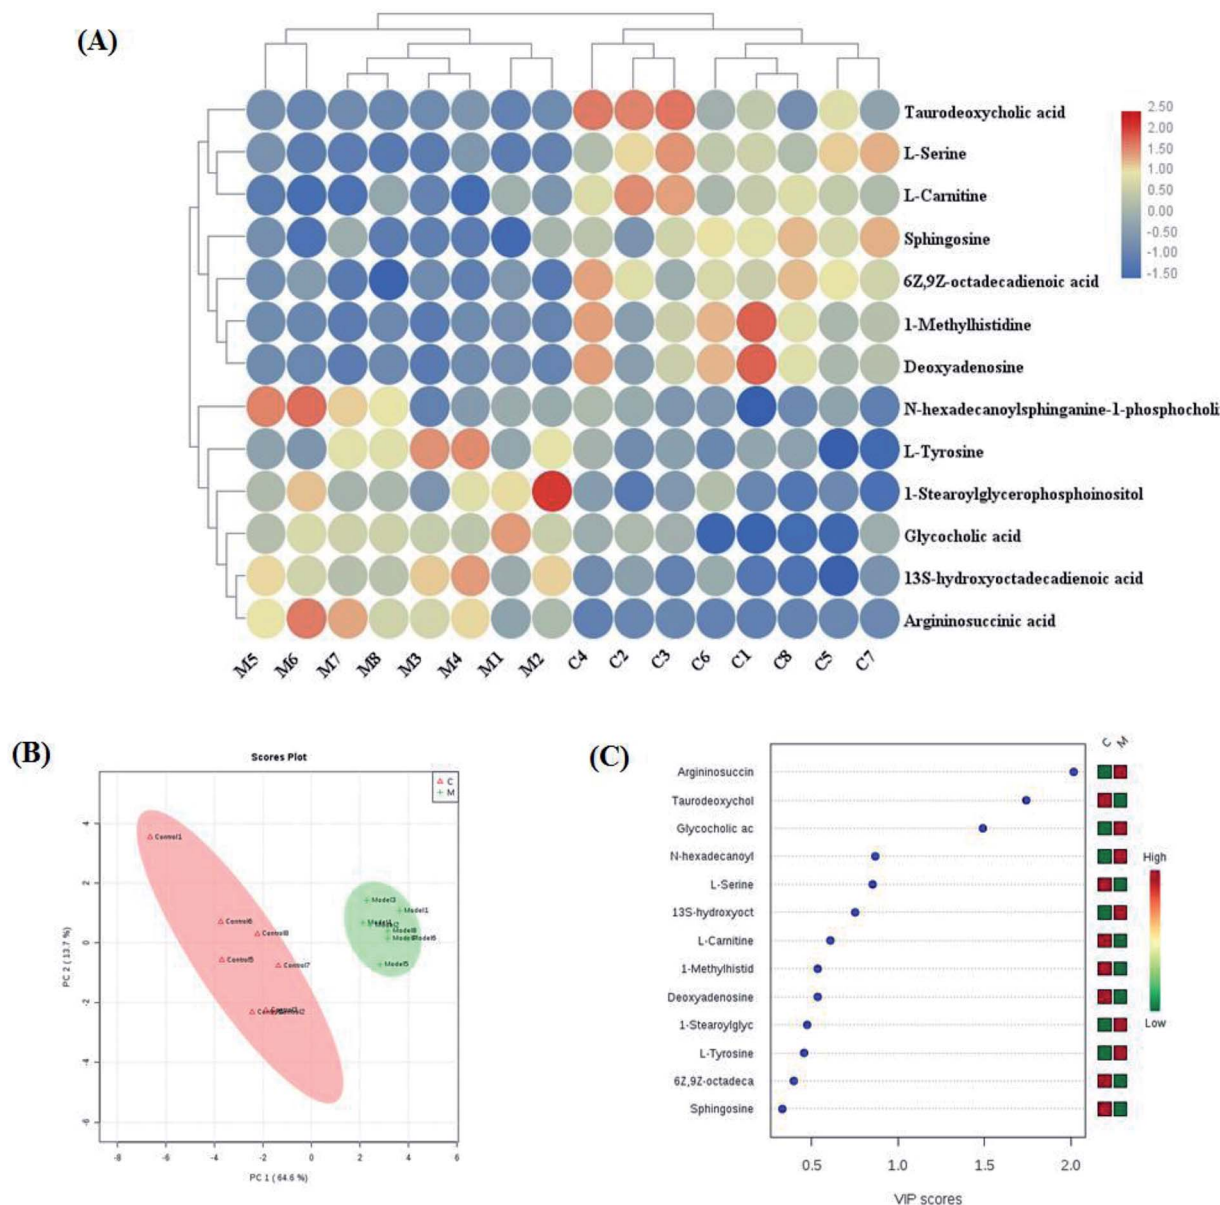 (A)
Taurodeoxycholic acid
L-Serine
L-Carnitine
Sphingosine
6Z,9Z-octadecadienoic acid
1-Methylhistidine
Deoxyadenosine
N-hexadecanoylsphinganine-1-phosphocholi
L-Tyrosine
1-Stearoylglycerophosphoinositol
Glycocholic acid
13S-hydroxyoctadecadienoic acid
Argininosuccinic acid
2.50
2.00
1.50
1.00
0.50
0.00
-0.50
-1.00
-1.50
M5 M6 M7 M8 M3 M4 M1 M2 C4 C2 C3 C6 C1 C8 C5 C7
(B)
Scores Plot
C
M
Control1
Control6
Control8
Control5
Control7
Control2
Model3
Model1
Model8
Model6
Model5
4
2
0
-2
-4
-6
PC 2 ( 13.7 %)
-8 -6 -4 -2 0 2 4 6
PC 1 ( 64.6 %)
(C)
C M
Argininosuccin
Taurodeoxychol
Glycocholic ac
N-hexadecanoyl
L-Serine
13S-hydroxyoct
L-Carnitine
1-Methylhistid
Deoxyadenosine
1-Stearoylglyc
L-Tyrosine
6Z,9Z-octadeca
Sphingosine
High
Low
0.5 1.0 1.5 2.0
VIP scores